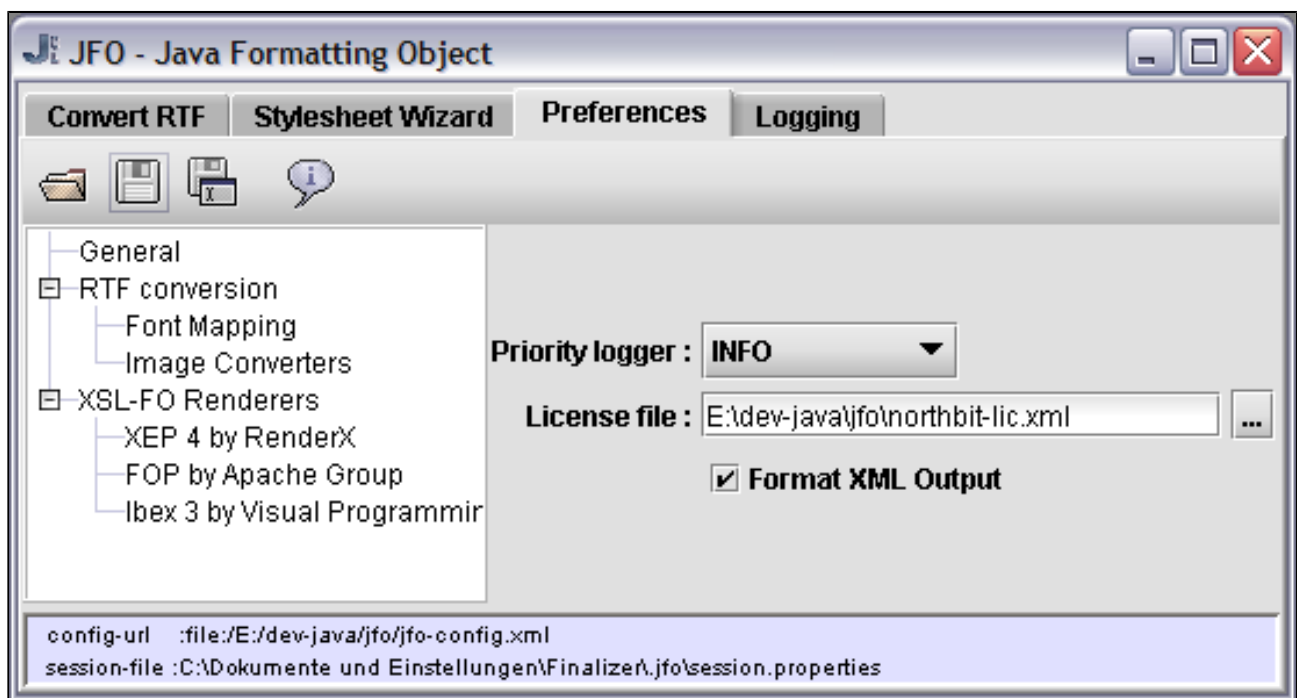 JFO - Java Formatting Object
Convert RTF Stylesheet Wizard Preferences Logging
General
RTF conversion
Font Mapping
Image Converters
XSL-FO Renderers
XEP 4 by RenderX
FOP by Apache Group
Ibex 3 by Visual Programmin
Priority logger : INFO
License file : E:\dev-java\jfo\northbit-lic.xml ...
Format XML Output
config-url :file:/E:/dev-java/jfo/jfo-config.xml
session-file :C:\Dokumente und Einstellungen\Finalizer\.jfo\session.properties